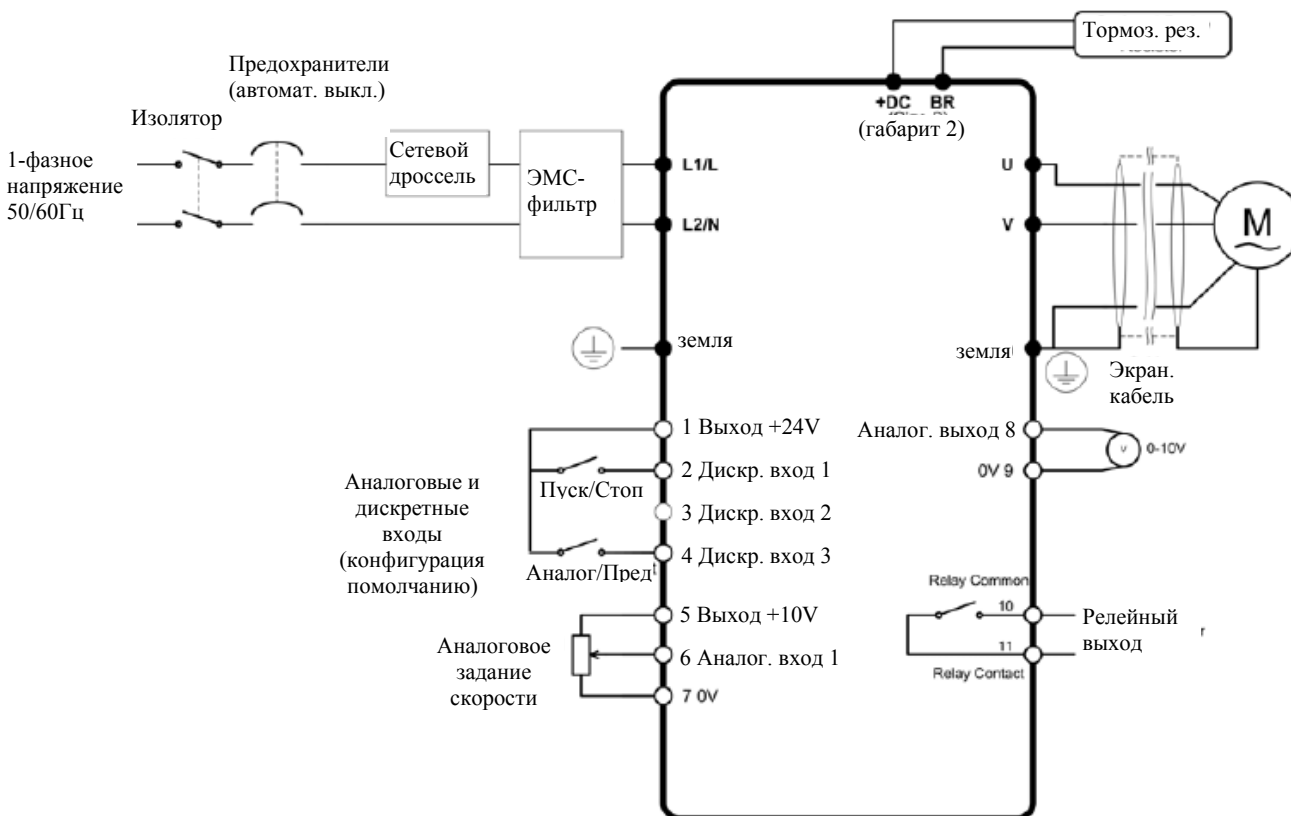 Тормоз. рез.
Предохранители
(автомат. выкл.)
Изолятор
+DC BR
(габарит 2)
1-фазное
напряжение
50/60Гц
Сетевой
дроссель
ЭМС-
фильтр
L1/L
L2/N
U
V
M
земля
земля
Экран.
кабель
1 Выход +24V
2 Дискр. вход 1
3 Дискр. вход 2
4 Дискр. вход 3
Пуск/Стоп
Аналог/Пред
Аналоговые и
дискретные
входы
(конфигурация
помолчанию)
Аналог. выход 8
0V 9
V
0-10V
5 Выход +10V
6 Аналог. вход 1
7 0V
Аналоговое
задание
скорости
Relay Common
10
11
Relay Contact
Релейный
выход